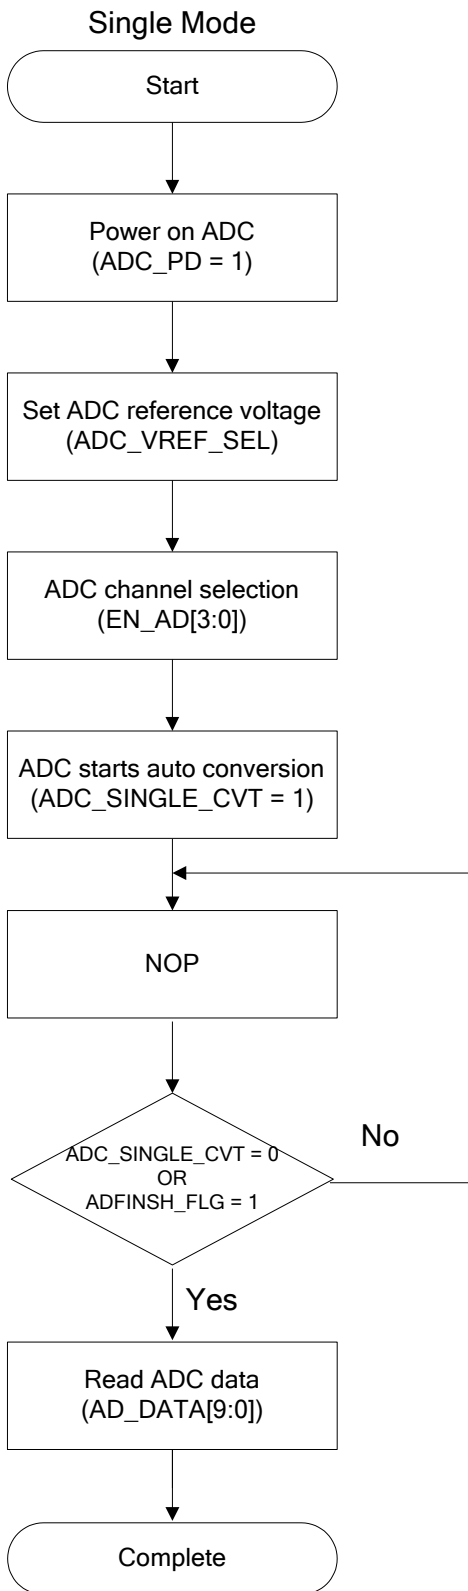 Single Mode
Start
Power on ADC
(ADC_PD = 1)
Set ADC reference voltage
(ADC_VREF_SEL)
ADC channel selection
(EN_AD[3:0])
ADC starts auto conversion
(ADC_SINGLE_CVT = 1)
NOP
ADC_SINGLE_CVT = 0
OR
ADFINSH_FLG = 1
No
Yes
Read ADC data
(AD_DATA[9:0])
Complete